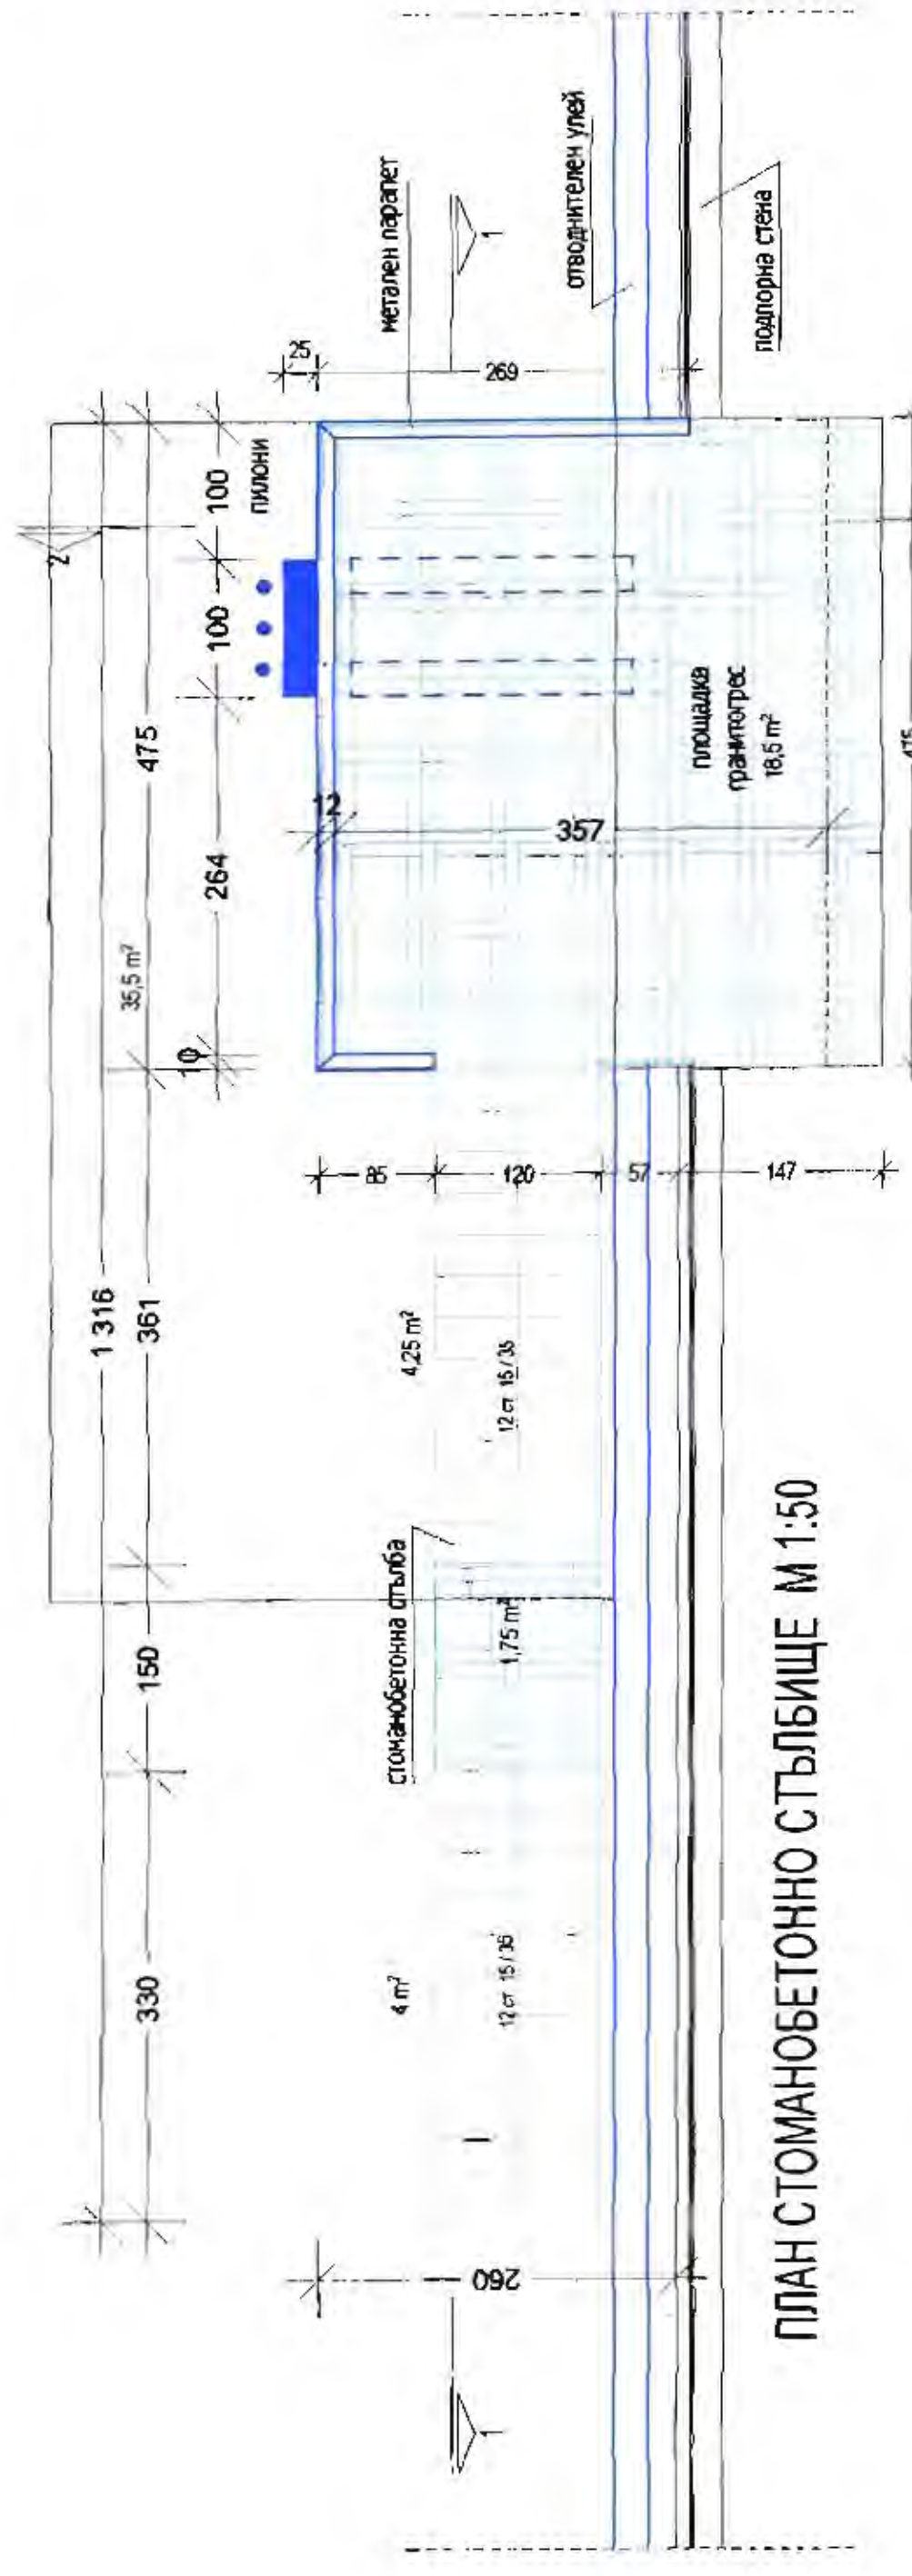 2
1 316
330
150
361
475
35,5 m²
10
264
100
100
пилони
25
метален парапет
1
269
отводнителен улей
подпорна стена
12
357
площадка
гранитогрес
18,5 m²
475
85
120
57
147
4,25 m²
12 ст 15 / 35
стоманобетонна стълба
1,75 m²
4 m²
12 ст 15 / 35
260
1
ПЛАН СТОМАНОБЕТОННО СТЪЛБИЩЕ М 1:50